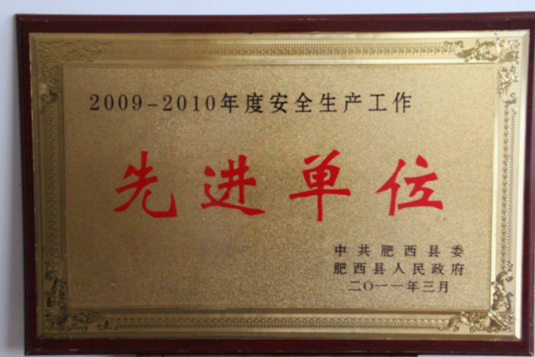 2009-2010年度安全生产工作
先进单位
中共肥西县委
肥西县人民政府
二〇一一年三月